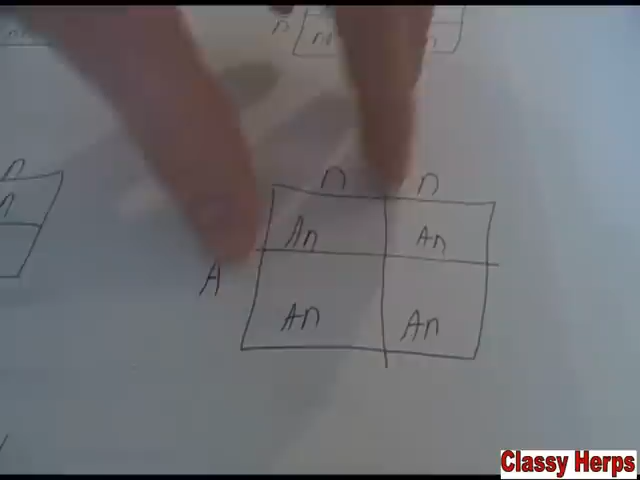 n
n n n
n
n n
An An
A
An An
Classy Herps